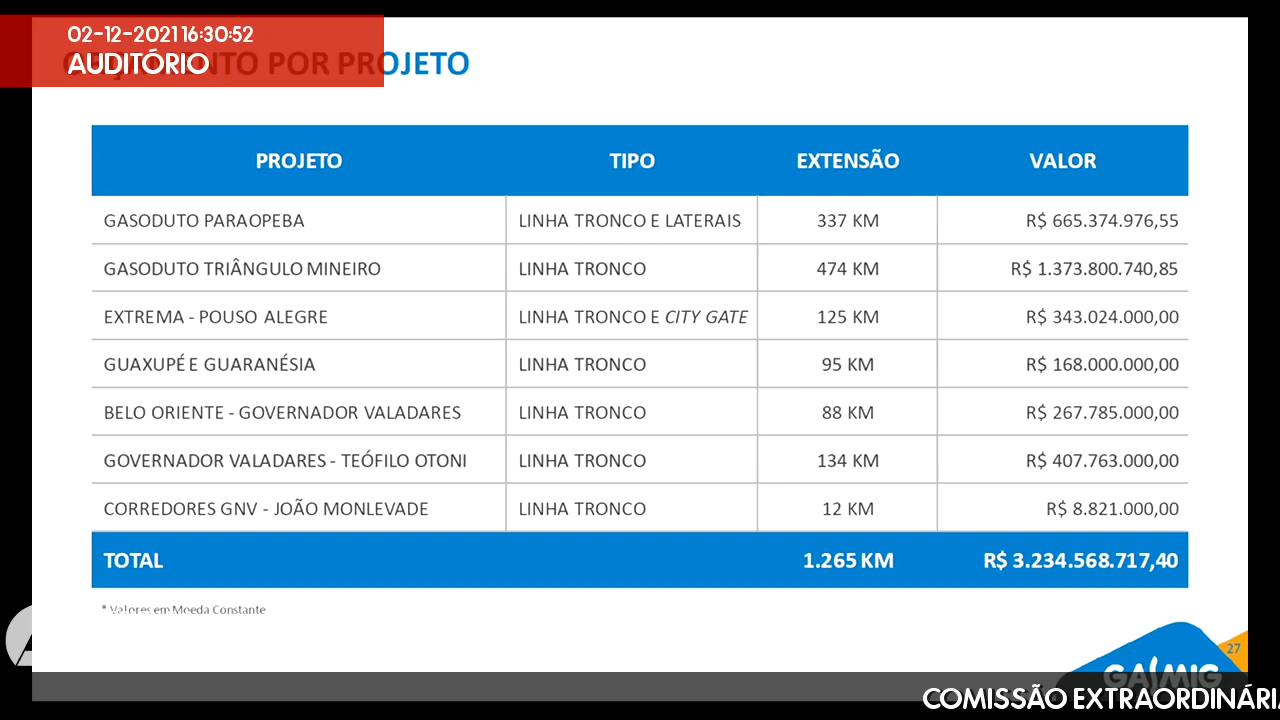 02-12-2021 16:30:52
AUDITÓRIO
POR PROJETO
PROJETO TIPO EXTENSÃO VALOR
GASODUTO PARAOPEBA LINHA TRONCO E LATERAIS 337 KM R$ 665.374.976,55
GASODUTO TRIÂNGULO MINEIRO LINHA TRONCO 474 KM R$ 1.373.800.740,85
EXTREMA - POUSO ALEGRE LINHA TRONCO E CITY GATE 125 KM R$ 343.024.000,00
GUAXUPÉ E GUARANÉSIA LINHA TRONCO 95 KM R$ 168.000.000,00
BELO ORIENTE - GOVERNADOR VALADARES LINHA TRONCO 88 KM R$ 267.785.000,00
GOVERNADOR VALADARES - TEÓFILO OTONI LINHA TRONCO 134 KM R$ 407.763.000,00
CORREDORES GNV - JOÃO MONLEVADE LINHA TRONCO 12 KM R$ 8.821.000,00
TOTAL 1.265 KM R$ 3.234.568.717,40
* Valores em Moeda Constante
27
GASMIG
COMISSÃO EXTRAORDINÁRI